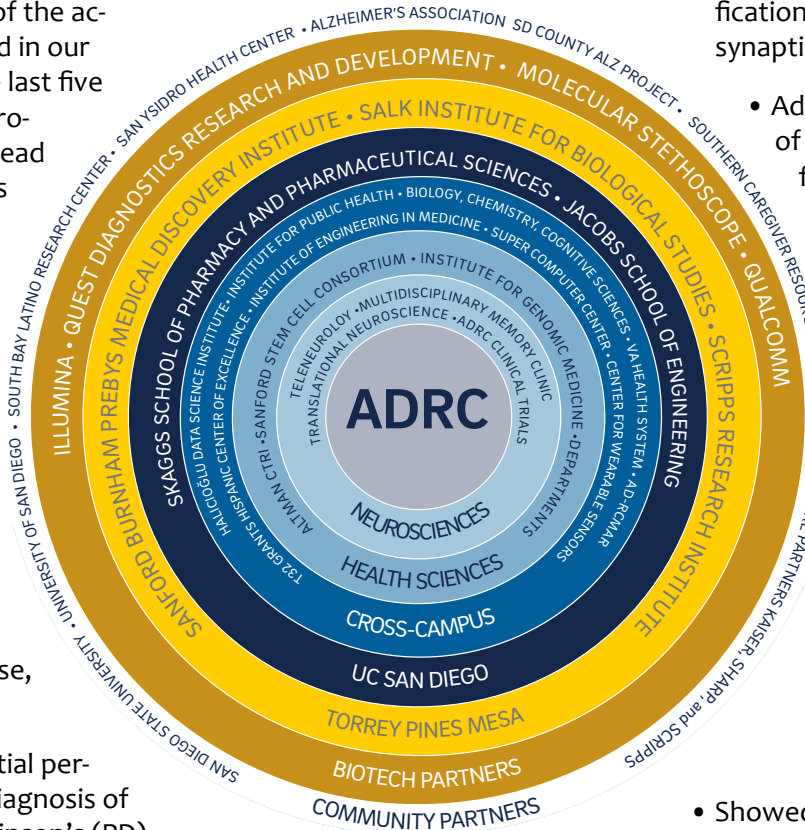 of the ac-
d in our
last five
ro-
ead
s
se,
tial per-
iagnosis of
inson's (PD)
fication
synapti
• Ad
of
f
• Showed
SAN DIEGO STATE UNIVERSITY • UNIVERSITY OF SAN DIEGO • SOUTH BAY LATINO RESEARCH CENTER • SAN YSIDRO HEALTH CENTER • ALZHEIMER'S ASSOCIATION SD COUNTY ALZ PROJECT • SOUTHERN CAREGIVER RESOUR
PARTNERS KAISER, SHARP, and SCRIPPS
COMMUNITY PARTNERS
ILLUMINA • QUEST DIAGNOSTICS RESEARCH AND DEVELOPMENT • MOLECULAR STETHOSCOPE • QUALCOMM
BIOTECH PARTNERS
SANFORD BURNHAM PREBYS MEDICAL DISCOVERY INSTITUTE • SALK INSTITUTE FOR BIOLOGICAL STUDIES • SCRIPPS RESEARCH INSTITUTE
TORREY PINES MESA
SKAGGS SCHOOL OF PHARMACY AND PHARMACEUTICAL SCIENCES • JACOBS SCHOOL OF ENGINEERING
UC SAN DIEGO
HALICIOĞLU DATA SCIENCE INSTITUTE • INSTITUTE FOR PUBLIC HEALTH • BIOLOGY, CHEMISTRY, COGNITIVE SCIENCES • VA HEALTH SYSTEM • AD-RCMAR
T32 GRANTS HISPANIC CENTER OF EXCELLENCE • INSTITUTE OF ENGINEERING IN MEDICINE • SUPER COMPUTER CENTER • CENTER FOR WEARABLE SENSORS
CROSS-CAMPUS
ALTMAN CTRI •SANFORD STEM CELL CONSORTIUM • INSTITUTE FOR GENOMIC MEDICINE •DEPARTMENTS
HEALTH SCIENCES
TELENEUROLOY •MULTIDISCIPLINARY MEMORY CLINIC
TRANSLATIONAL NEUROSCIENCE •ADRC CLINICAL TRIALS
NEUROSCIENCES
ADRC